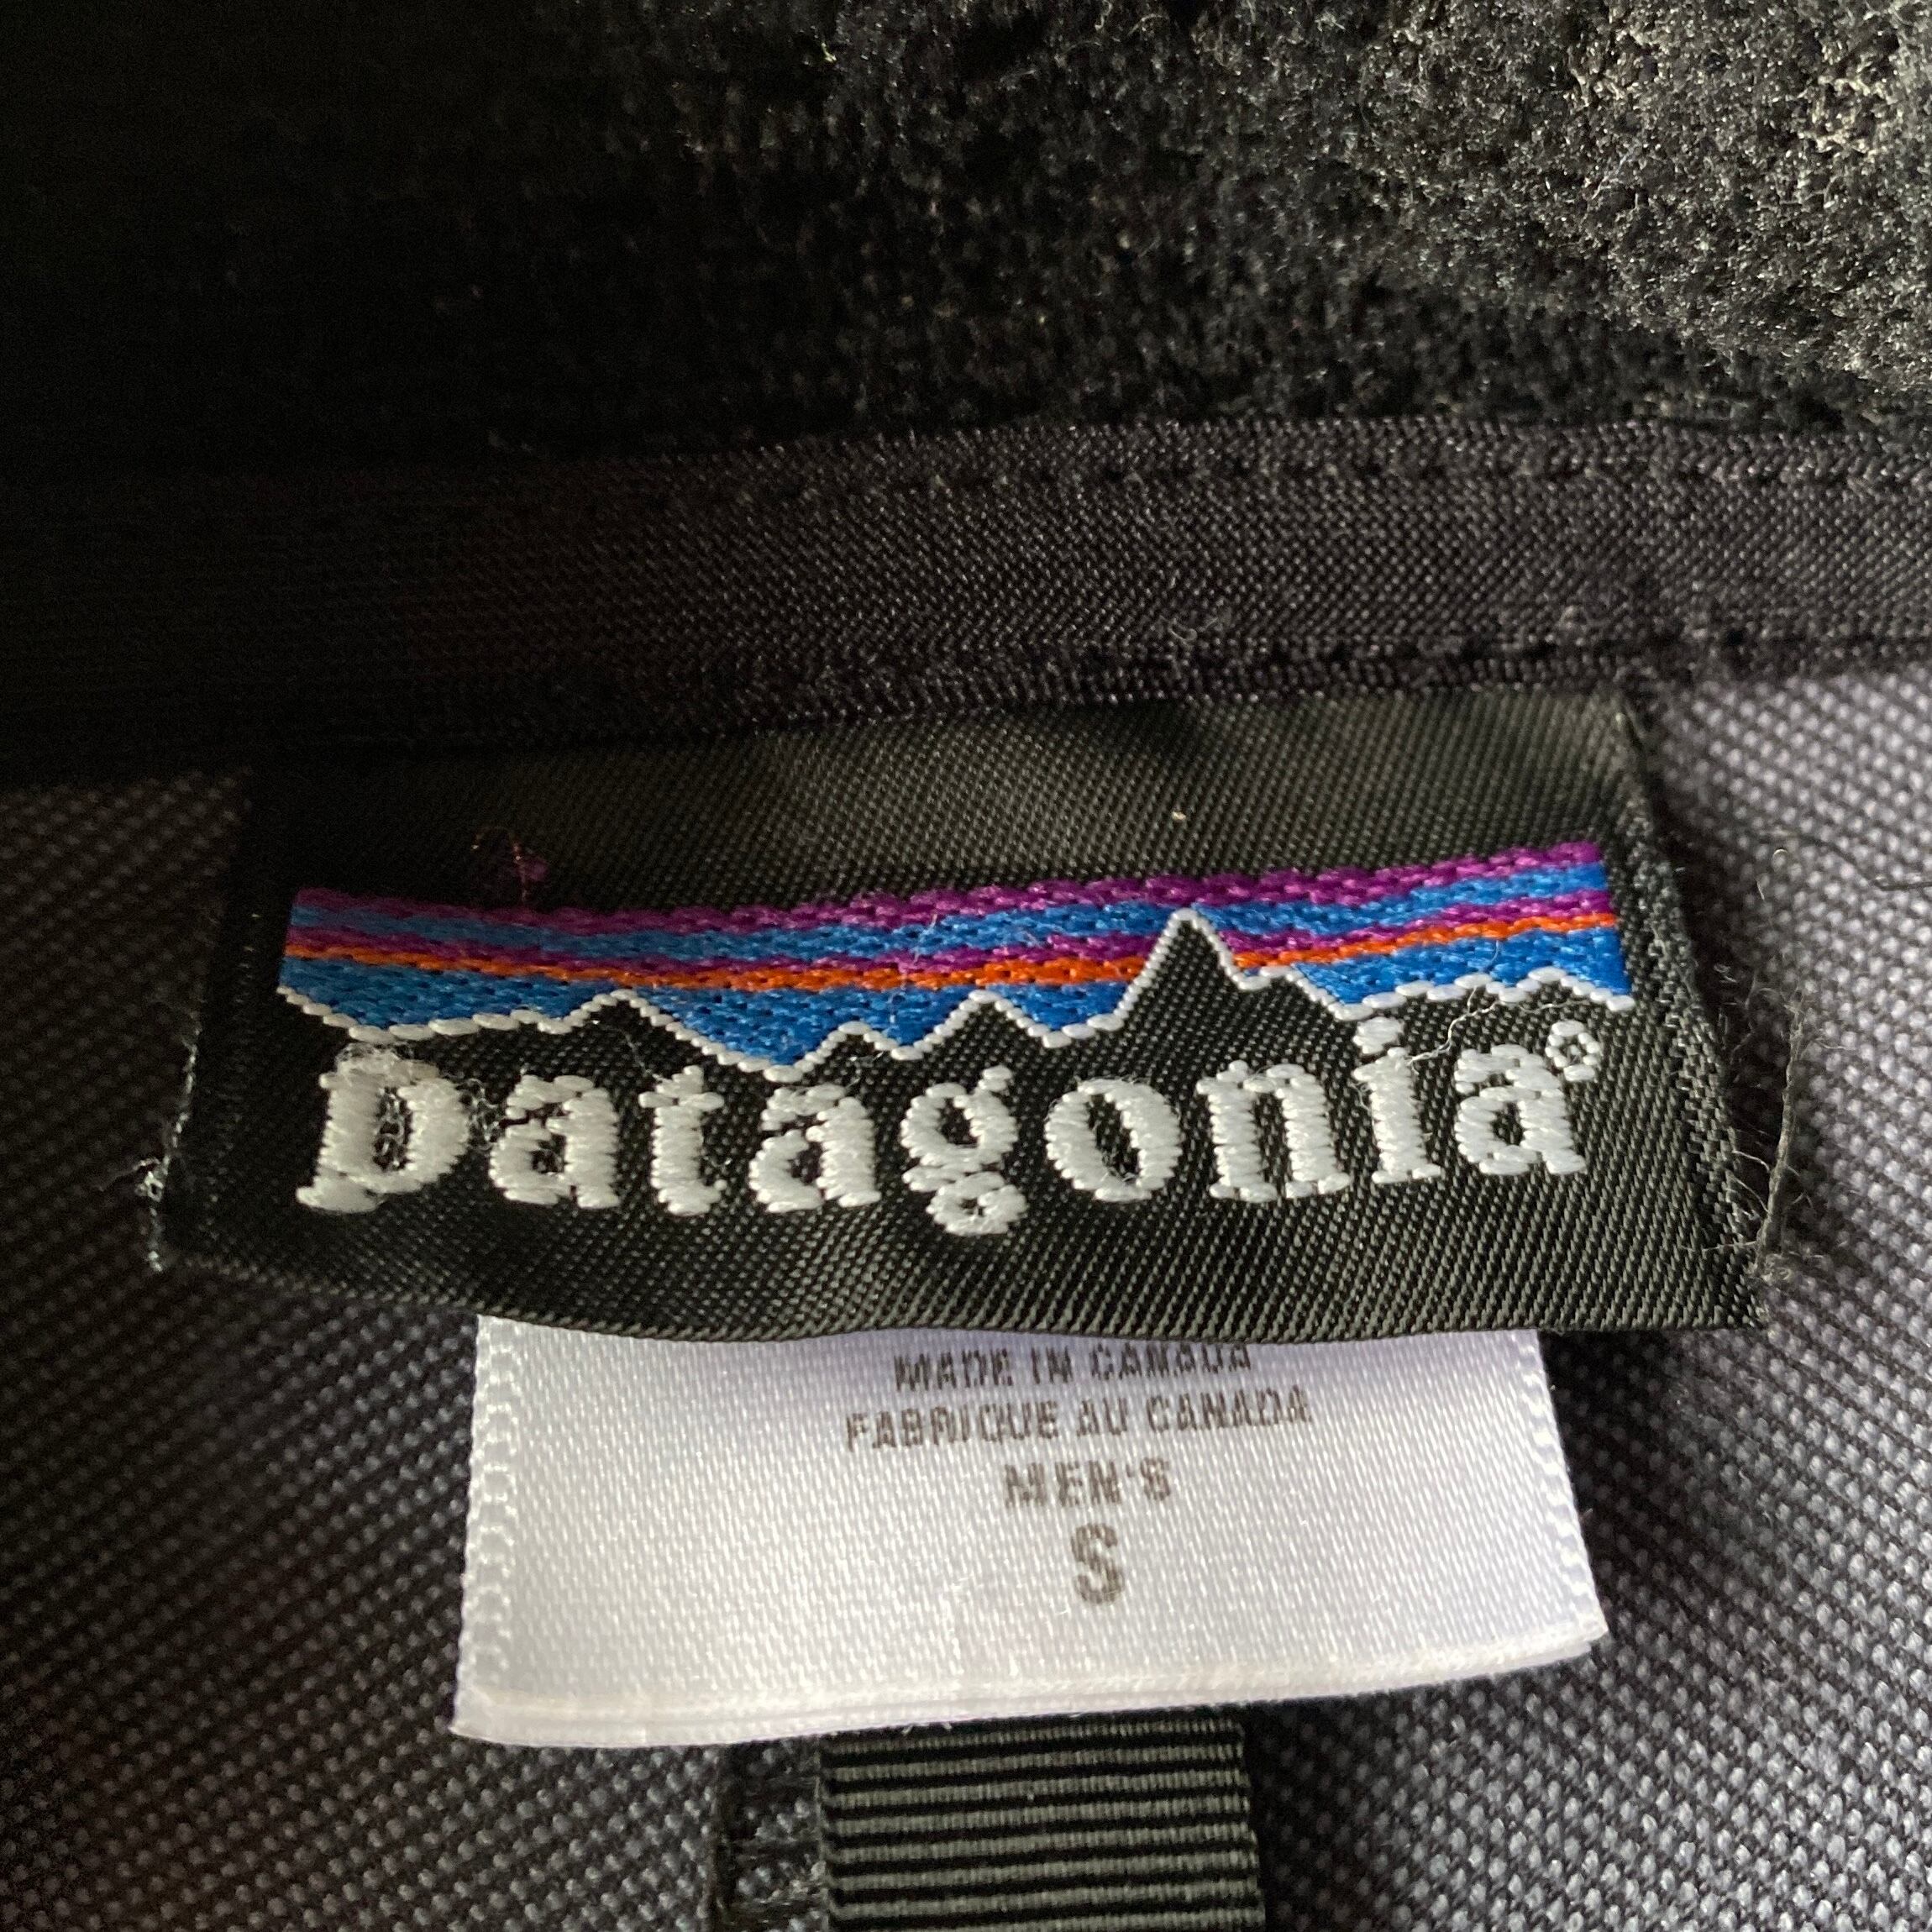 patagonia®
MADE IN CANADA
FABRIQUE AU CANADA
MEN'S
S